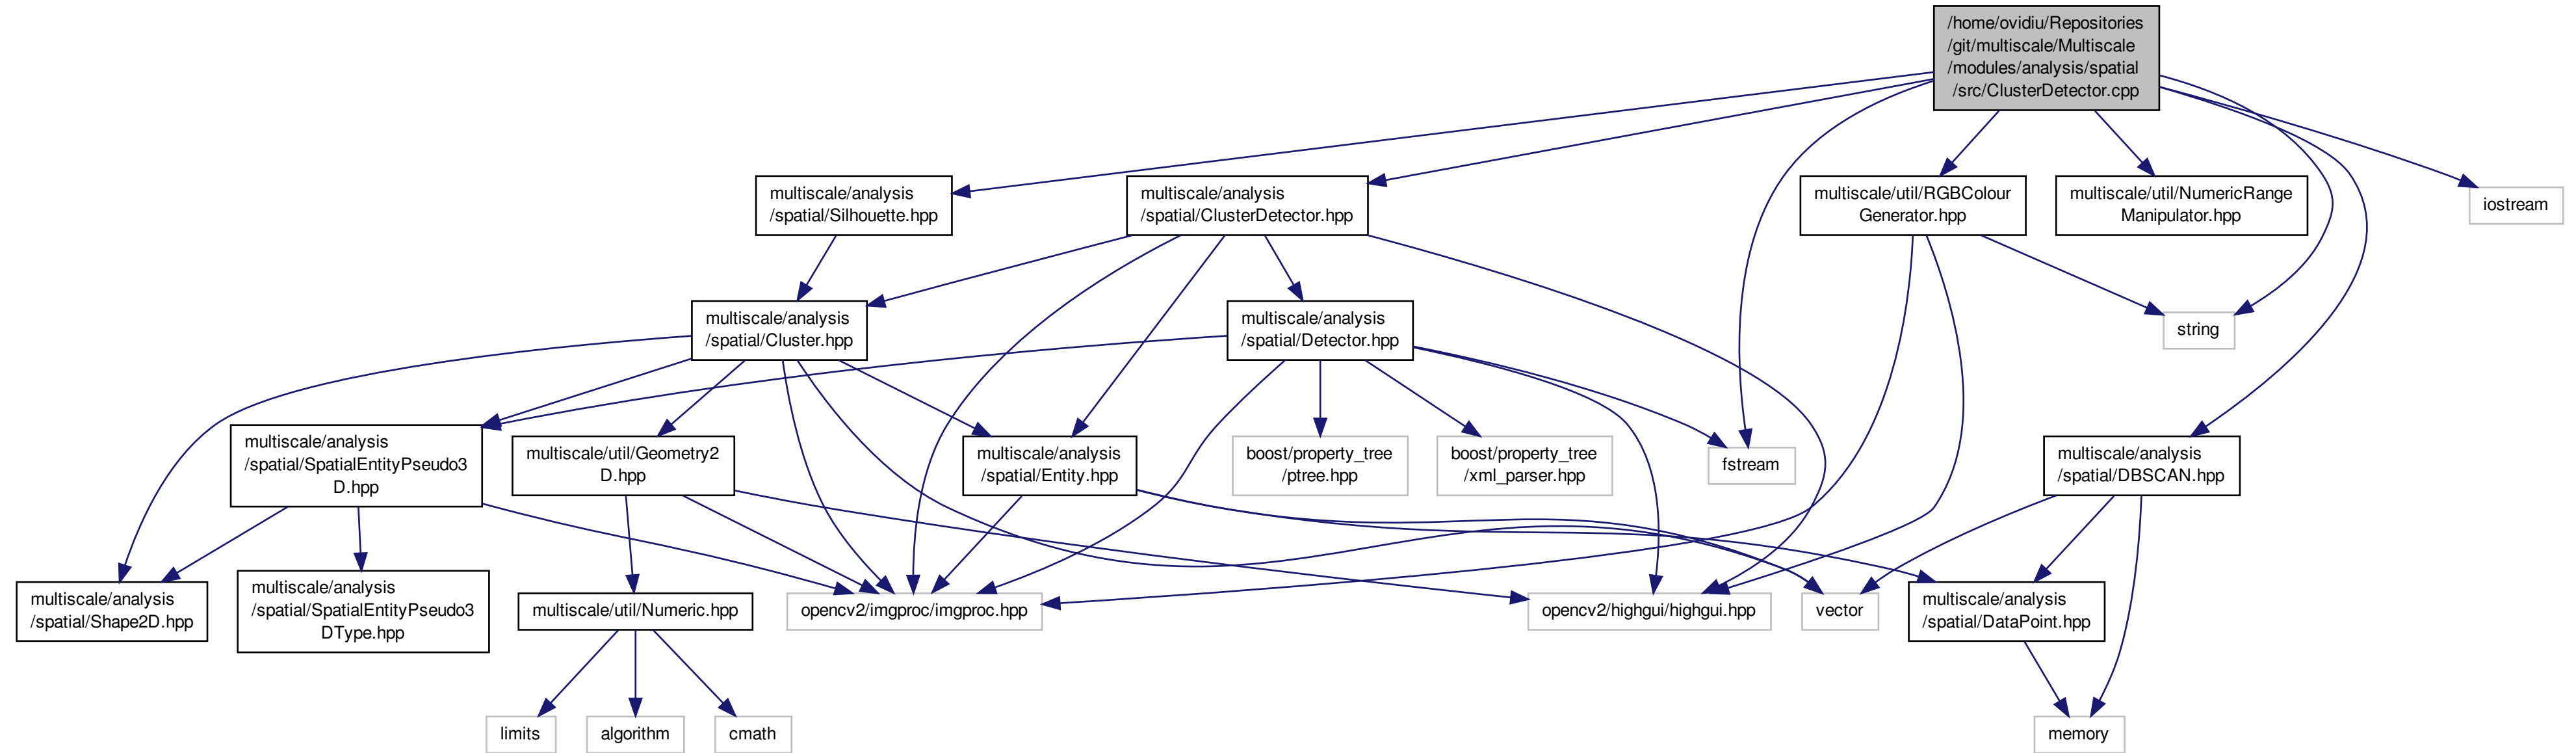 /home/ovidiu/Repositories
/git/multiscale/Multiscale
/modules/analysis/spatial
/src/ClusterDetector.cpp
multiscale/analysis
/spatial/Silhouette.hpp
multiscale/analysis
/spatial/ClusterDetector.hpp
multiscale/util/RGBColour
Generator.hpp
multiscale/util/NumericRange
Manipulator.hpp
iostream
multiscale/analysis
/spatial/Cluster.hpp
multiscale/analysis
/spatial/Detector.hpp
string
multiscale/analysis
/spatial/SpatialEntityPseudo3
D.hpp
multiscale/util/Geometry2
D.hpp
multiscale/analysis
/spatial/Entity.hpp
boost/property_tree
/ptree.hpp
boost/property_tree
/xml_parser.hpp
fstream
multiscale/analysis
/spatial/DBSCAN.hpp
multiscale/analysis
/spatial/Shape2D.hpp
multiscale/analysis
/spatial/SpatialEntityPseudo3
DType.hpp
multiscale/util/Numeric.hpp
opencv2/imgproc/imgproc.hpp
opencv2/highgui/highgui.hpp
vector
multiscale/analysis
/spatial/DataPoint.hpp
limits
algorithm
cmath
memory